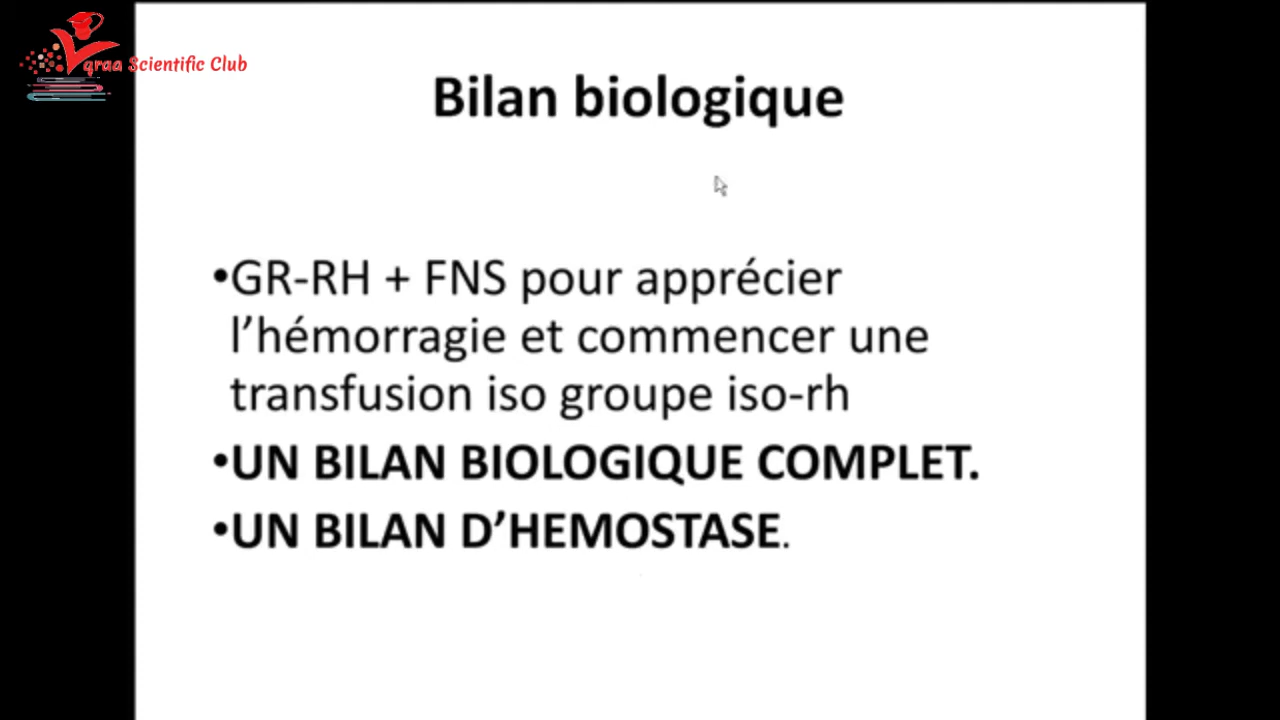 qraa Scientific Club
Bilan biologique
•GR-RH + FNS pour apprécier
l’hémorragie et commencer une
transfusion iso groupe iso-rh
•UN BILAN BIOLOGIQUE COMPLET.
•UN BILAN D’HEMOSTASE.